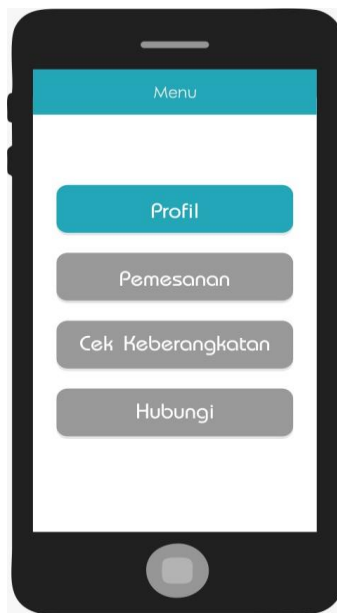 Menu
Profil
Pemesanan
Cek Keberangkatan
Hubungi